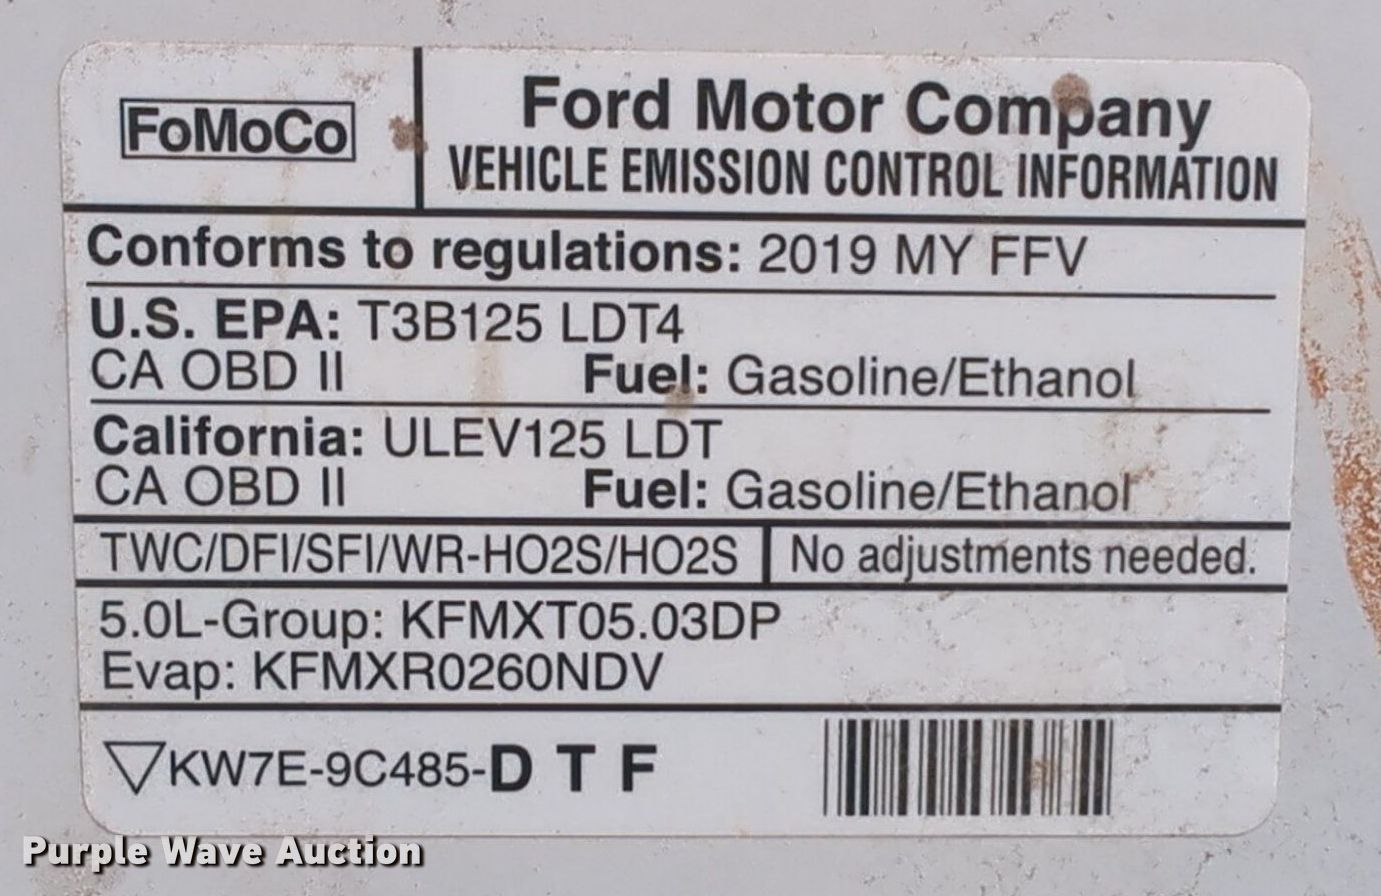 FoMoCo
Ford Motor Company
VEHICLE EMISSION CONTROL INFORMATION
Conforms to regulations: 2019 MY FFV
U.S. EPA: T3B125 LDT4
CA OBD II Fuel: Gasoline/Ethanol
California: ULEV125 LDT
CA OBD II Fuel: Gasoline/Ethanol
TWC/DFI/SFI/WR-HO2S/HO2S No adjustments needed.
5.0L-Group: KFMXT05.03DP
Evap: KFMXR0260NDV
KW7E-9C485-D T F
Purple Wave Auction